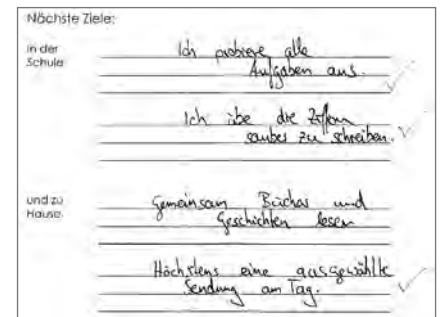 Nächste Ziele:
in der
Schule
Ich probiere alle
Aufgaben aus.
Ich übe die Ziffern
sauber zu schreiben.
und zu
Hause
Gemeinsam Bücher und
Geschichten lesen
Höchstens eine ausgewählte
Sendung am Tag.